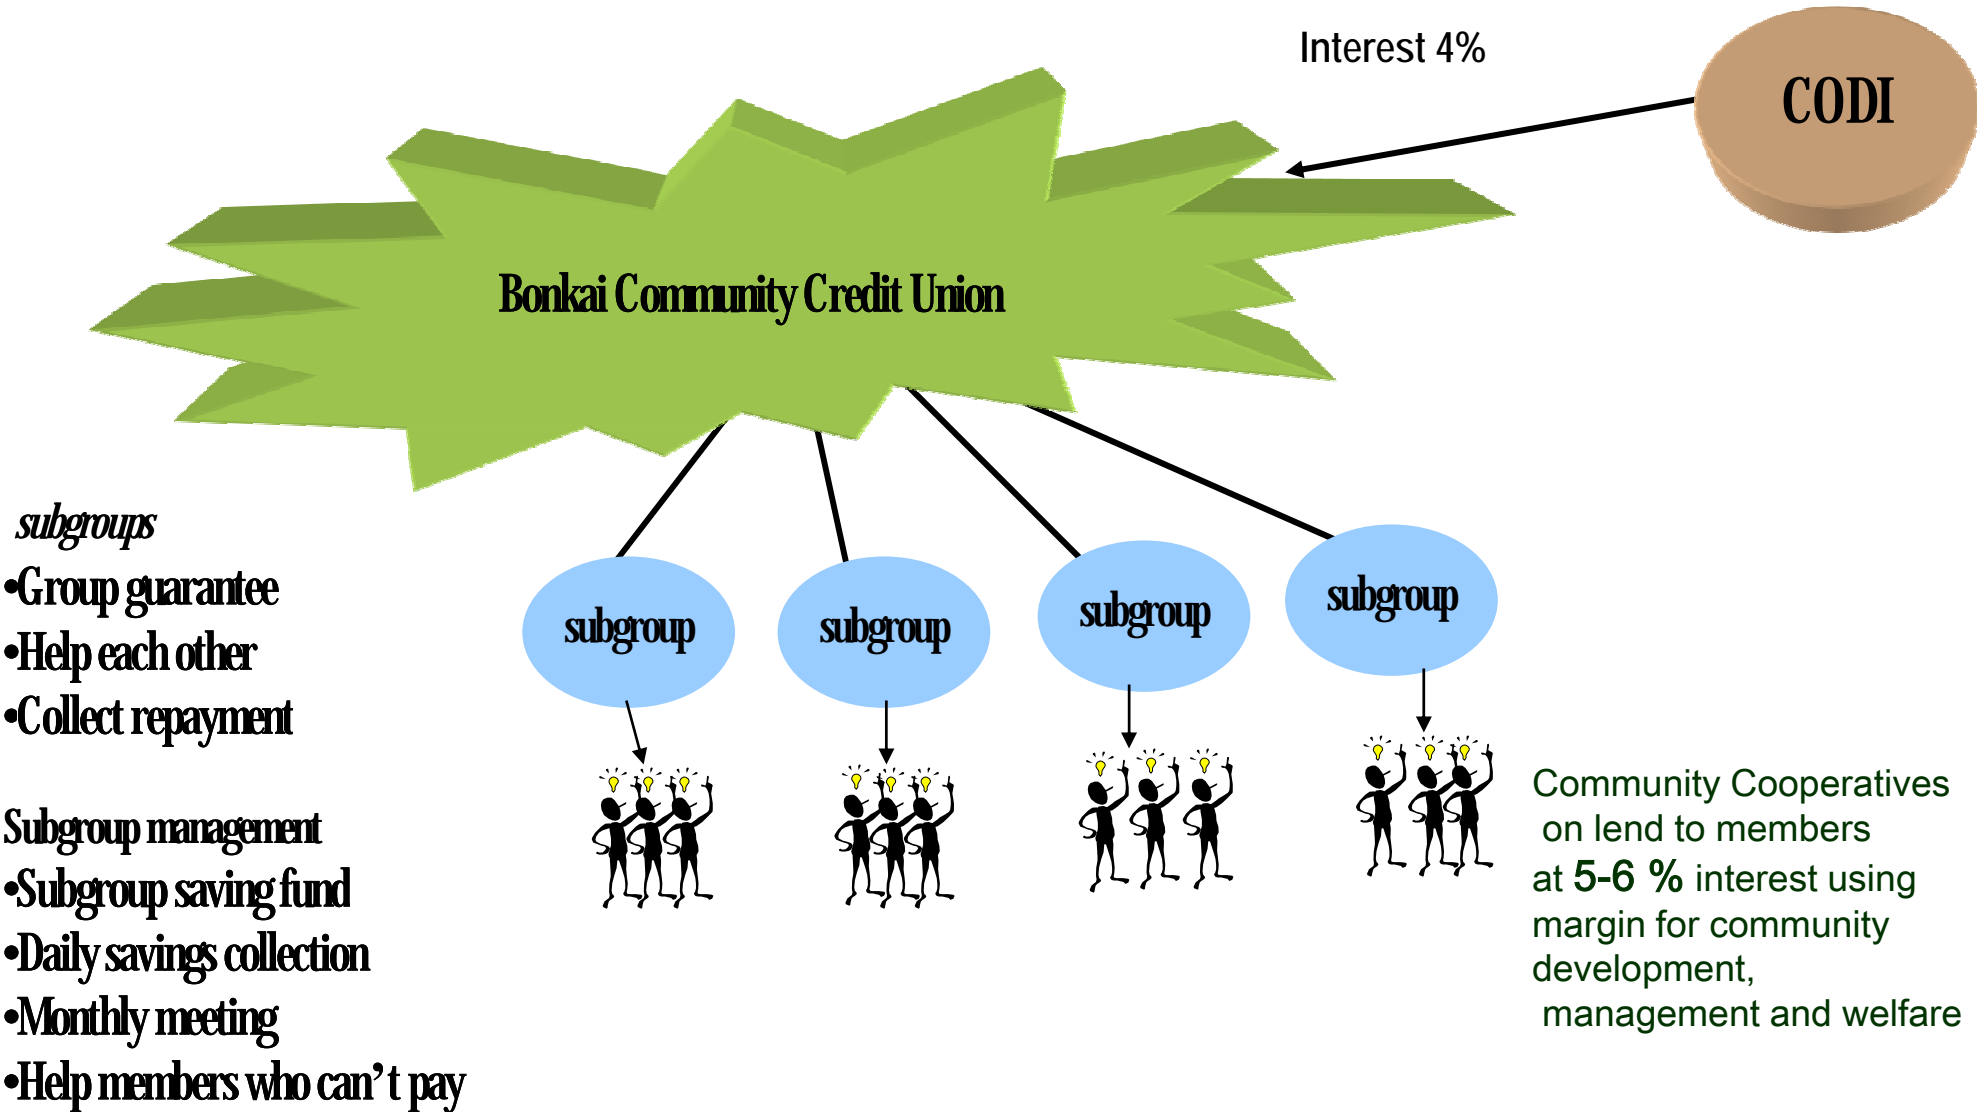 Interest 4%
CODI
Bonkai Community Credit Union
subgroups
•Group guarantee
•Help each other
•Collect repayment
subgroup
subgroup
subgroup
subgroup
Subgroup management
•Subgroup saving fund
•Daily savings collection
•Monthly meeting
•Help members who can't pay
Community Cooperatives
on lend to members
at 5-6 % interest using
margin for community
development,
management and welfare